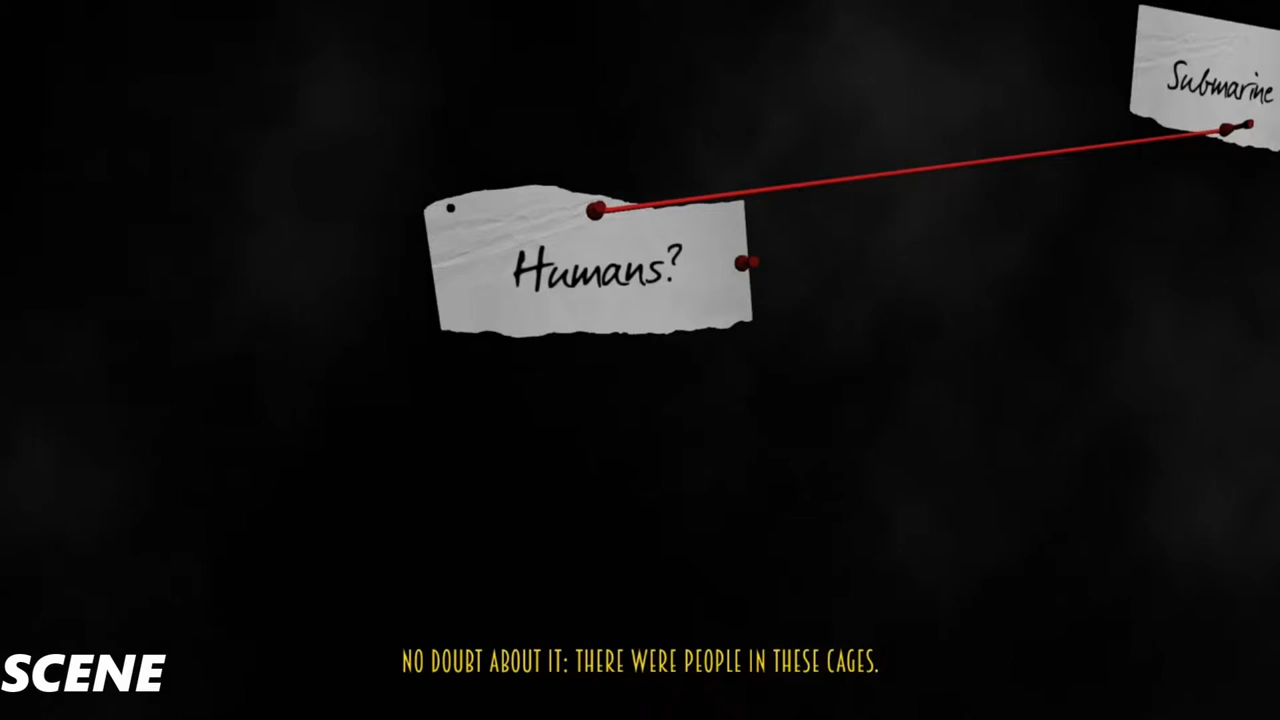 Submarine
Humans?
NO DOUBT ABOUT IT: THERE WERE PEOPLE IN THESE CAGES.
SCENE